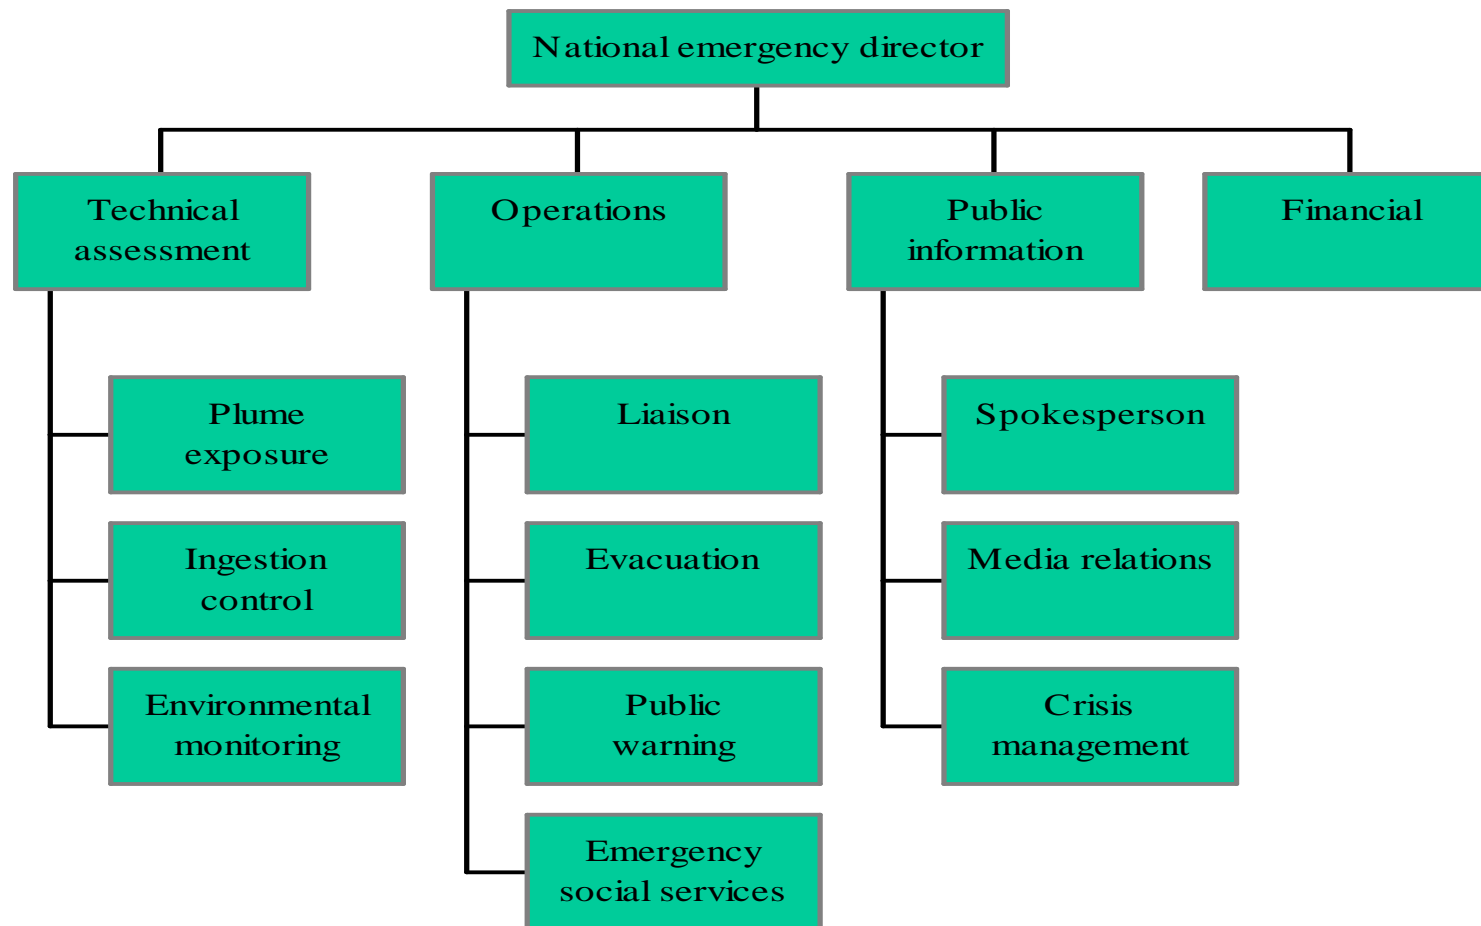 National emergency director
Technical
assessment
Operations
Public
information
Financial
Plume
exposure
Ingestion
control
Environmental
monitoring
Liaison
Evacuation
Public
warning
Emergency
social services
Spokesperson
Media relations
Crisis
management